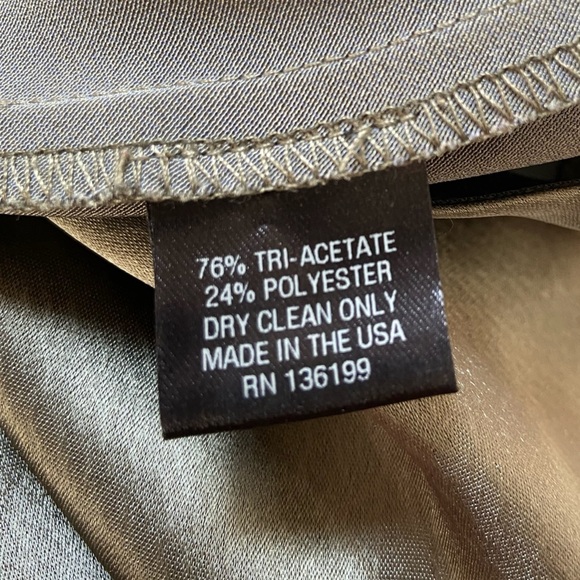 76% TRI-ACETATE
24% POLYESTER
DRY CLEAN ONLY
MADE IN THE USA
RN 136199